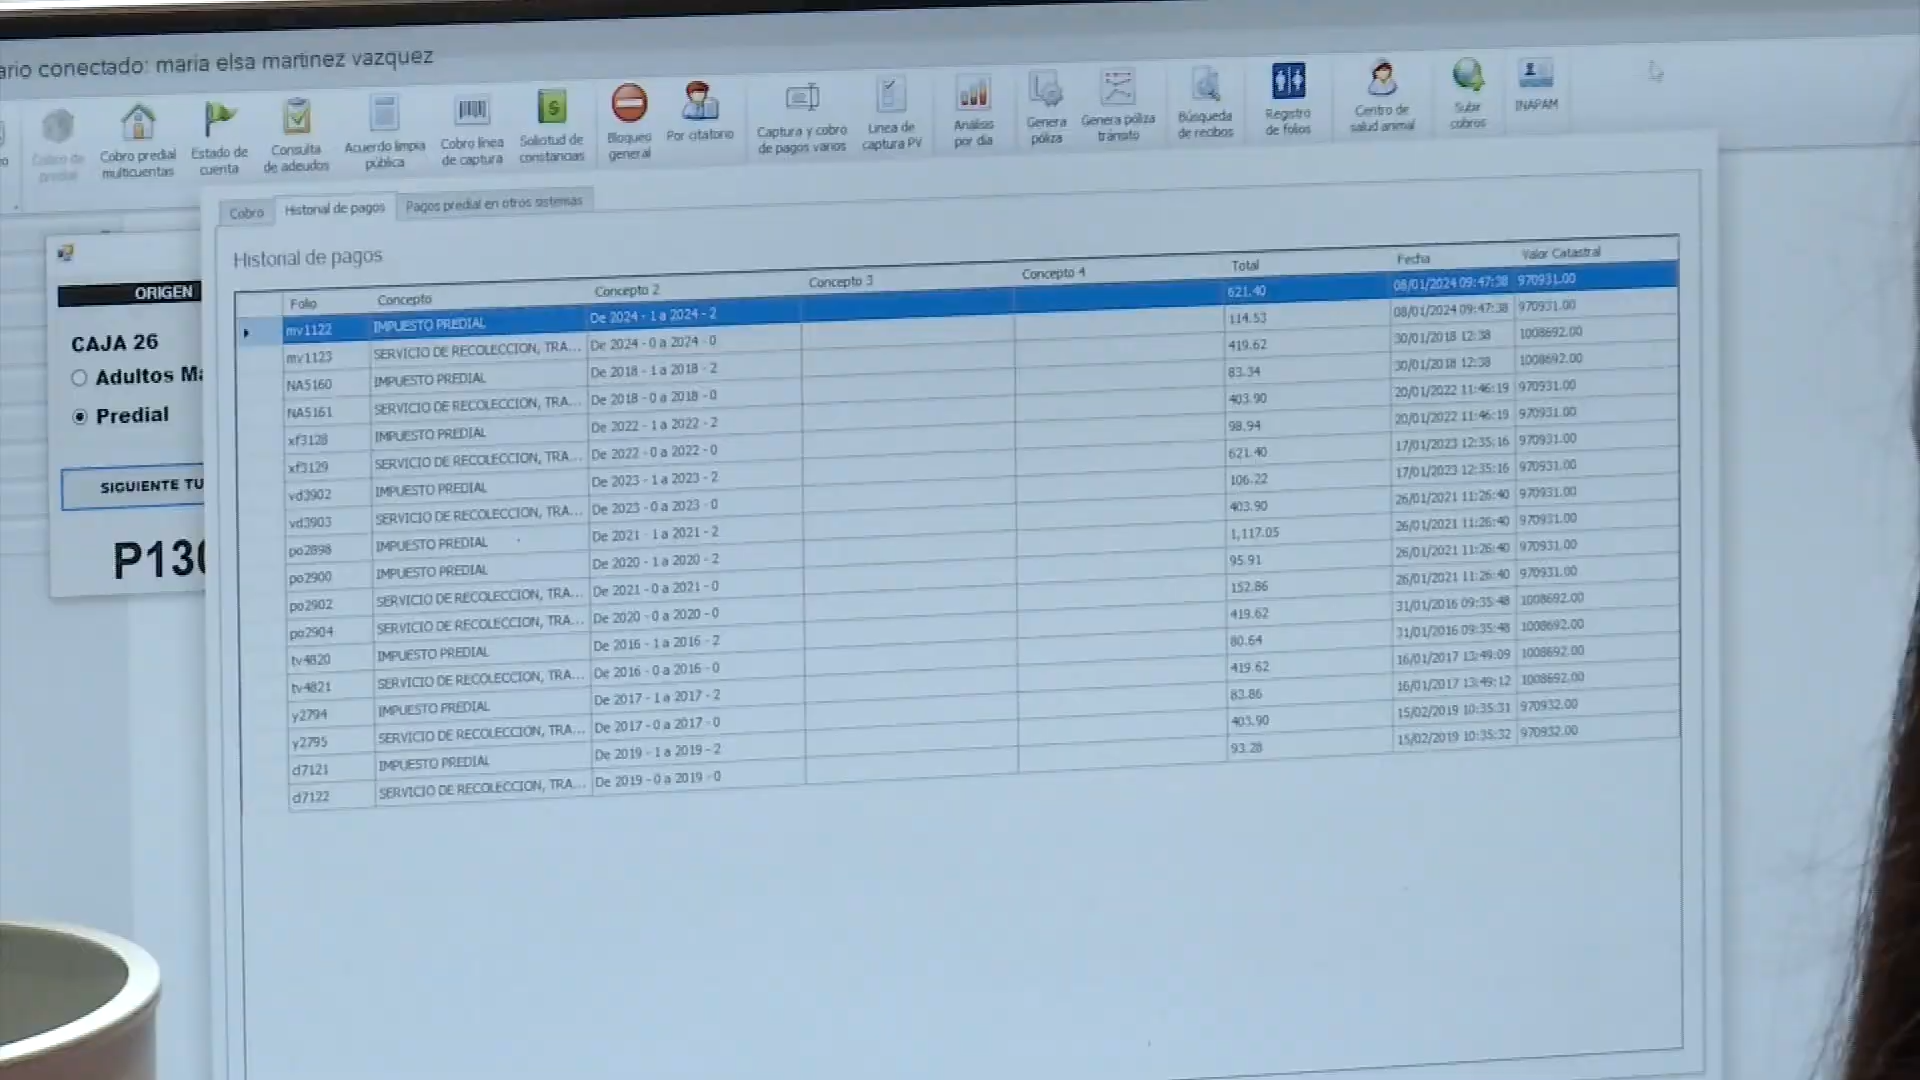 ario conectado: maria elsa martinez vazquez
Cobro de predial
Cobro predial multicuentas
Estado de cuenta
Consulta de adeudos
Acuerdo limpia pública
Cobro línea de captura
Solicitud de constancias
Bloqueo general
Por citatorio
Captura y cobro de pagos varios
Linea de captura PV
Análisis por dia
Genera póliza
Genera póliza tránsito
Búsqueda de recibos
Registro de folios
Centro de salud animal
Subir cobros
INAPAM
Cobro
Historial de pagos
Pagos predial en otros sistemas
ORIGEN
CAJA 26
Adultos Ma
Predial
SIGUIENTE TU
P130
Historial de pagos
Folio Concepto Concepto 2 Concepto 3 Concepto 4 Total Fecha Valor Catastral
mv1122 IMPUESTO PREDIAL De 2024 - 1 a 2024 - 2 621.40 08/01/2024 09:47:38 970931.00
mv1123 SERVICIO DE RECOLECCION, TRA... De 2024 - 0 a 2024 - 0 114.53 08/01/2024 09:47:38 970931.00
NA5160 IMPUESTO PREDIAL De 2018 - 1 a 2018 - 2 419.62 30/01/2018 12:38 1008692.00
NA5161 SERVICIO DE RECOLECCION, TRA... De 2018 - 0 a 2018 - 0 83.34 30/01/2018 12:38 1008692.00
xf3128 IMPUESTO PREDIAL De 2022 - 1 a 2022 - 2 403.90 20/01/2022 11:46:19 970931.00
xf3129 SERVICIO DE RECOLECCION, TRA... De 2022 - 0 a 2022 - 0 98.94 20/01/2022 11:46:19 970931.00
vd3902 IMPUESTO PREDIAL De 2023 - 1 a 2023 - 2 621.40 17/01/2023 12:35:16 970931.00
vd3903 SERVICIO DE RECOLECCION, TRA... De 2023 - 0 a 2023 - 0 106.22 17/01/2023 12:35:16 970931.00
po2898 IMPUESTO PREDIAL De 2021 - 1 a 2021 - 2 403.90 26/01/2021 11:26:40 970931.00
po2900 IMPUESTO PREDIAL De 2020 - 1 a 2020 - 2 1,117.05 26/01/2021 11:26:40 970931.00
po2902 SERVICIO DE RECOLECCION, TRA... De 2021 - 0 a 2021 - 0 95.91 26/01/2021 11:26:40 970931.00
po2904 SERVICIO DE RECOLECCION, TRA... De 2020 - 0 a 2020 - 0 152.86 26/01/2021 11:26:40 970931.00
tv4820 IMPUESTO PREDIAL De 2016 - 1 a 2016 - 2 419.62 31/01/2016 09:35:48 1008692.00
tv4821 SERVICIO DE RECOLECCION, TRA... De 2016 - 0 a 2016 - 0 80.64 31/01/2016 09:35:48 1008692.00
y2794 IMPUESTO PREDIAL De 2017 - 1 a 2017 - 2 419.62 16/01/2017 13:49:09 1008692.00
y2795 SERVICIO DE RECOLECCION, TRA... De 2017 - 0 a 2017 - 0 83.86 16/01/2017 13:49:12 1008692.00
d7121 IMPUESTO PREDIAL De 2019 - 1 a 2019 - 2 403.90 15/02/2019 10:35:31 970932.00
d7122 SERVICIO DE RECOLECCION, TRA... De 2019 - 0 a 2019 - 0 93.28 15/02/2019 10:35:32 970932.00